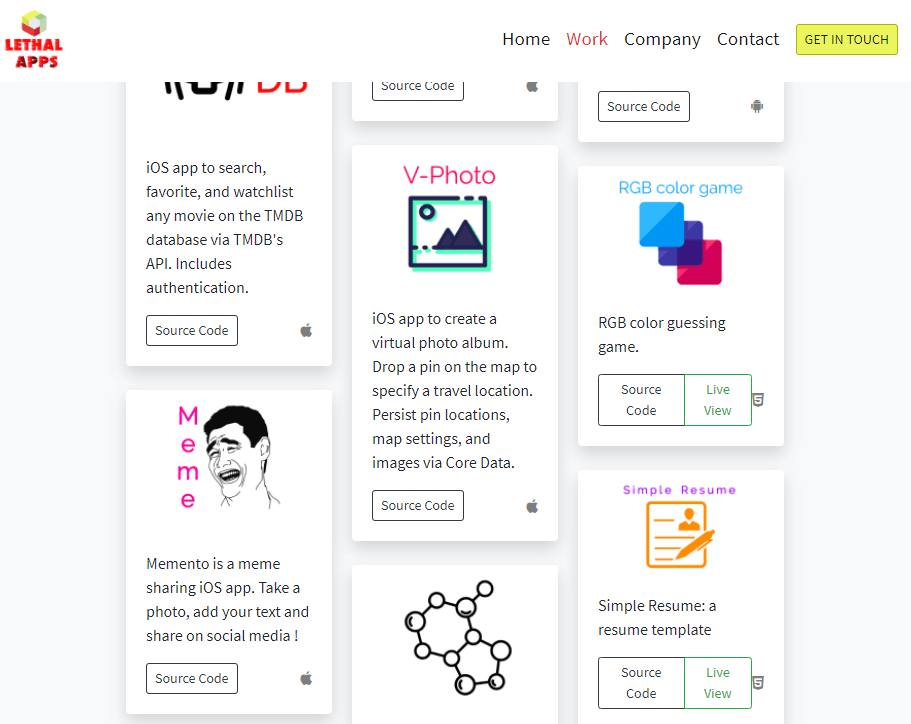 LETHAL
APPS
Home
Work
Company
Contact
GET IN TOUCH
DB
iOS app to search,
favorite, and watchlist
any movie on the TMDB
database via TMDB's
API. Includes
authentication.
Source Code
Meme
Memento is a meme
sharing iOS app. Take a
photo, add your text and
share on social media !
Source Code
Source Code
V-Photo
iOS app to create a
virtual photo album.
Drop a pin on the map to
specify a travel location.
Persist pin locations,
map settings, and
images via Core Data.
Source Code
Source Code
RGB color game
RGB color guessing
game.
Source
Code
Live
View
Simple Resume
Simple Resume: a
resume template
Source
Code
Live
View